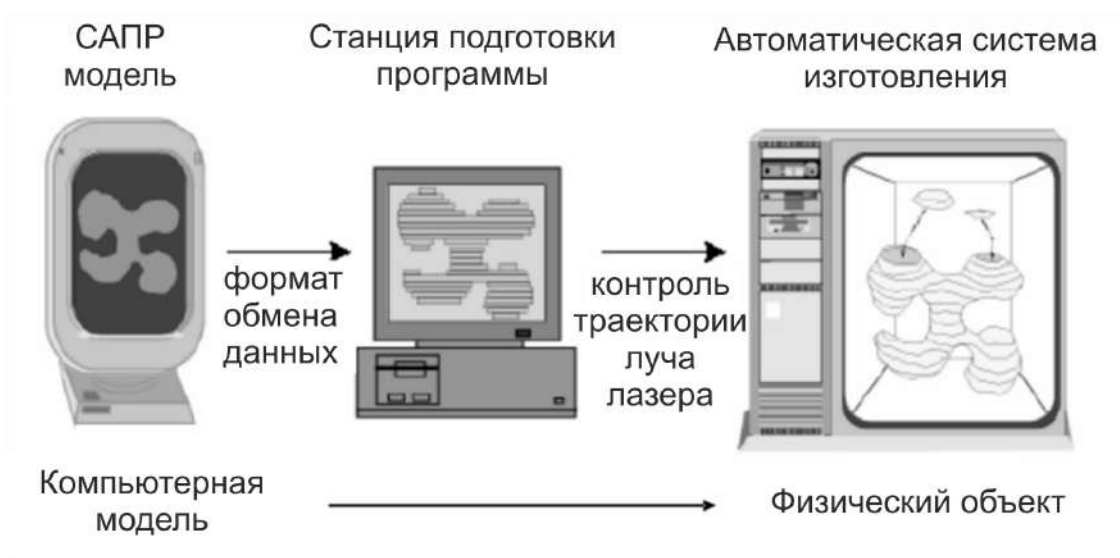 САПР
модель
Станция подготовки
программы
Автоматическая система
изготовления
формат
обмена
данных
контроль
траектории
луча
лазера
Компьютерная
модель
Физический объект